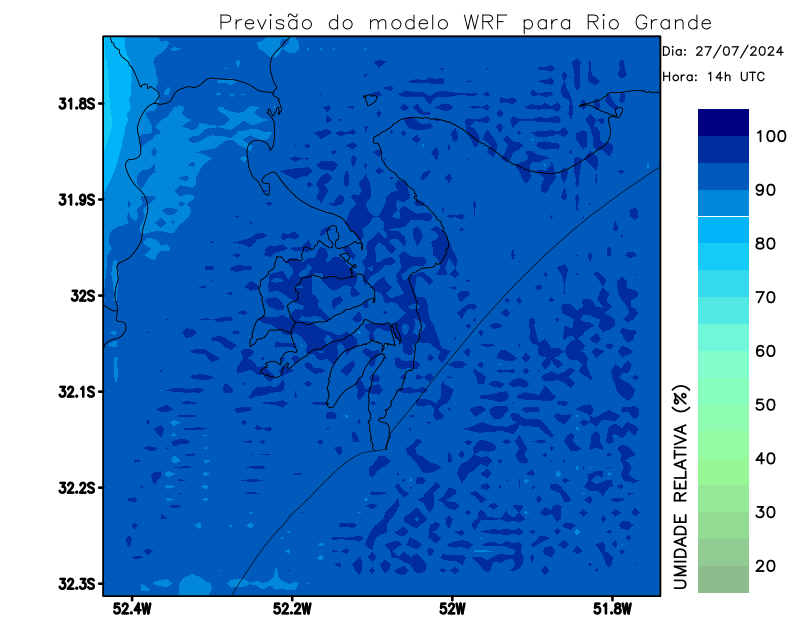 Previsão do modelo WRF para Rio Grande
Dia: 27/07/2024
Hora: 14h UTC
31.8S
31.9S
32S
32.1S
32.2S
32.3S
52.4W
52.2W
52W
51.8W
100
90
80
70
60
50
40
30
20
UMIDADE RELATIVA (%)